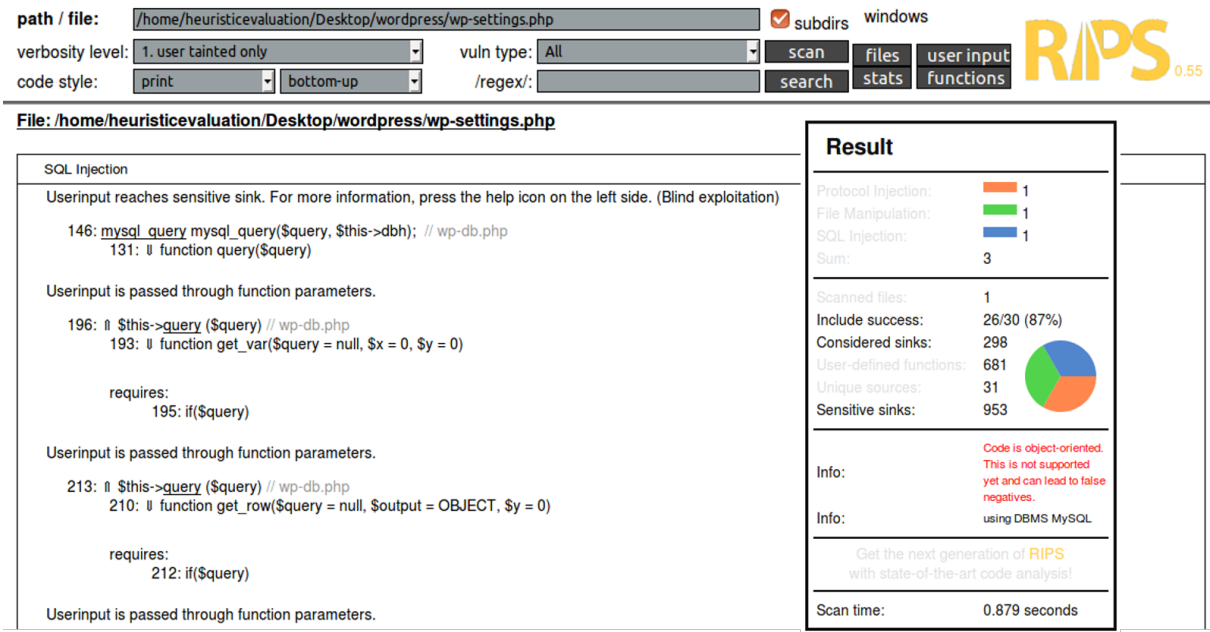 path / file: /home/heuristicevaluation/Desktop/wordpress/wp-settings.php subdirs windows
verbosity level: 1. user tainted only vuln type: All scan files user input
code style: print bottom-up /regex/: search stats functions
RIPS 0.55
File: /home/heuristicevaluation/Desktop/wordpress/wp-settings.php
SQL Injection
Userinput reaches sensitive sink. For more information, press the help icon on the left side. (Blind exploitation)
146: mysql_query mysql_query($query, $this->dbh); // wp-db.php
131: ⇓ function query($query)
Userinput is passed through function parameters.
196: ⇑ $this->query ($query) // wp-db.php
193: ⇓ function get_var($query = null, $x = 0, $y = 0)
requires:
195: if($query)
Userinput is passed through function parameters.
213: ⇑ $this->query ($query) // wp-db.php
210: ⇓ function get_row($query = null, $output = OBJECT, $y = 0)
requires:
212: if($query)
Userinput is passed through function parameters.
Result
Protocol Injection: 1
File Manipulation: 1
SQL Injection: 1
Sum: 3
Scanned files: 1
Include success: 26/30 (87%)
Considered sinks: 298
User-defined functions: 681
Unique sources: 31
Sensitive sinks: 953
Info: Code is object-oriented.
This is not supported
yet and can lead to false
negatives.
Info: using DBMS MySQL
Get the next generation of RIPS
with state-of-the-art code analysis!
Scan time: 0.879 seconds